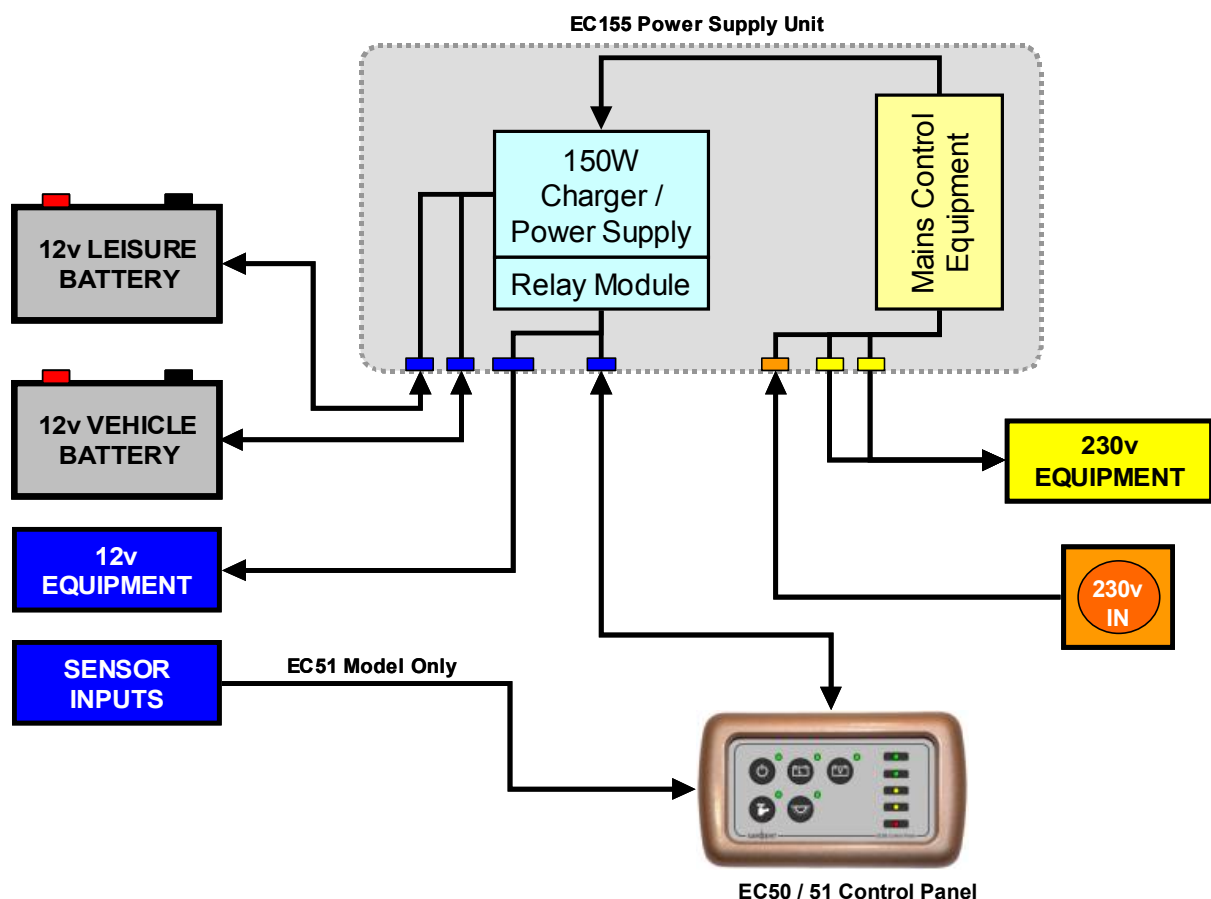 EC155 Power Supply Unit
150W
Charger /
Power Supply
Relay Module
Mains Control
Equipment
12v LEISURE
BATTERY
12v VEHICLE
BATTERY
12v
EQUIPMENT
SENSOR
INPUTS
EC51 Model Only
230v
EQUIPMENT
230v
IN
EC50 / 51 Control Panel